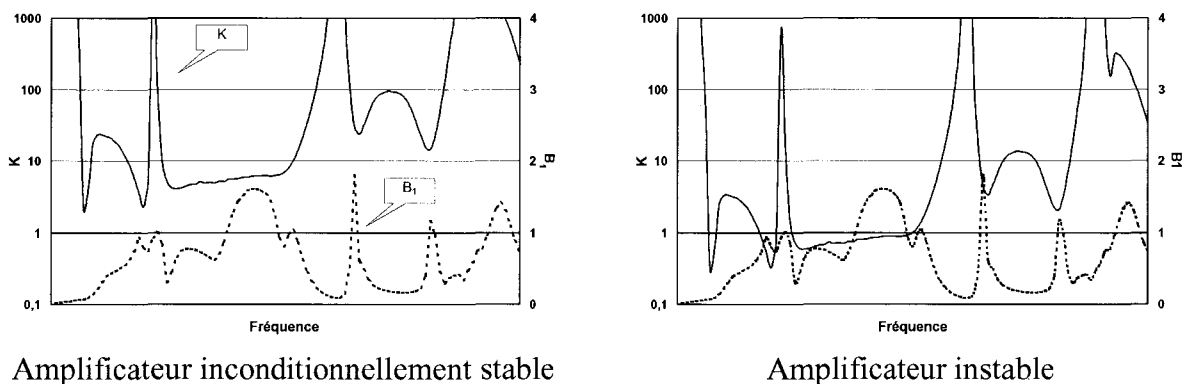 1000
100
10
1
0,1
K
4
3
2
1
0
B1
K
B1
Fréquence
Amplificateur inconditionnellement stable
1000
100
10
1
0,1
K
4
3
2
1
0
B1
Fréquence
Amplificateur instable